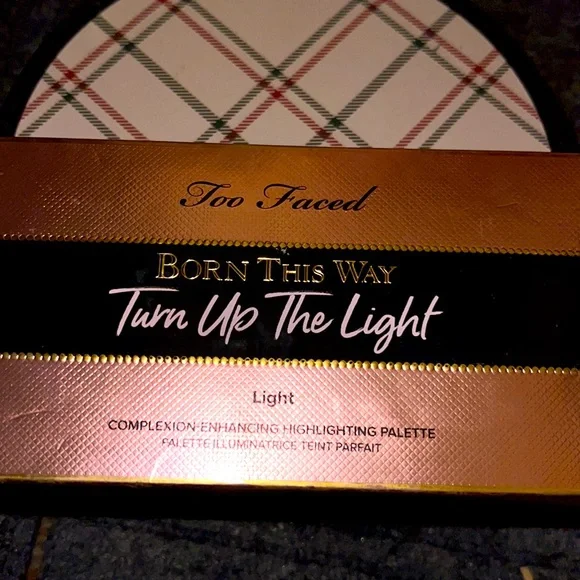 Too Faced
BORN THIS WAY
Turn Up The Light
Light
COMPLEXION-ENHANCING HIGHLIGHTING PALETTE
PALETTE ILLUMINATRICE TEINT PARFAIT